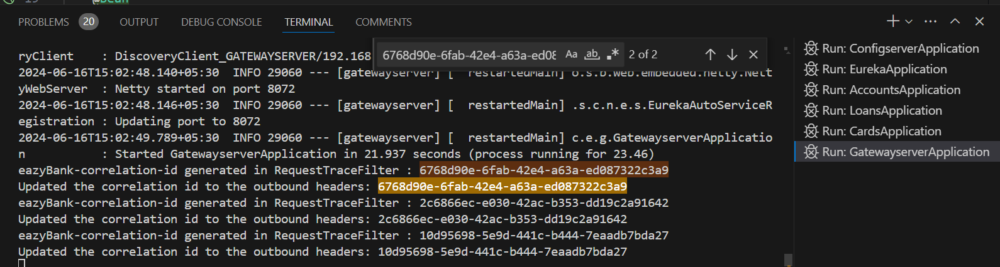 19 @Bean
PROBLEMS 20 OUTPUT DEBUG CONSOLE TERMINAL COMMENTS
6768d90e-6fab-42e4-a63a-ed08 Aa ab .* 2 of 2
ryClient    : DiscoveryClient_GATEWAYSERVER/192.168
2024-06-16T15:02:48.140+05:30  INFO 29060 --- [gatewayserver] [  restartedMain] o.s.b.web.embedded.netty.Nett
yWebServer  : Netty started on port 8072
2024-06-16T15:02:48.146+05:30  INFO 29060 --- [gatewayserver] [  restartedMain] .s.c.n.e.s.EurekaAutoServiceR
egistration : Updating port to 8072
2024-06-16T15:02:49.789+05:30  INFO 29060 --- [gatewayserver] [  restartedMain] c.e.g.GatewayserverApplicatio
n           : Started GatewayserverApplication in 21.937 seconds (process running for 23.46)
eazyBank-correlation-id generated in RequestTraceFilter : 6768d90e-6fab-42e4-a63a-ed087322c3a9
Updated the correlation id to the outbound headers: 6768d90e-6fab-42e4-a63a-ed087322c3a9
eazyBank-correlation-id generated in RequestTraceFilter : 2c6866ec-e030-42ac-b353-dd19c2a91642
Updated the correlation id to the outbound headers: 2c6866ec-e030-42ac-b353-dd19c2a91642
eazyBank-correlation-id generated in RequestTraceFilter : 10d95698-5e9d-441c-b444-7eaadb7bda27
Updated the correlation id to the outbound headers: 10d95698-5e9d-441c-b444-7eaadb7bda27
Run: ConfigserverApplication
Run: EurekaApplication
Run: AccountsApplication
Run: LoansApplication
Run: CardsApplication
Run: GatewayserverApplication